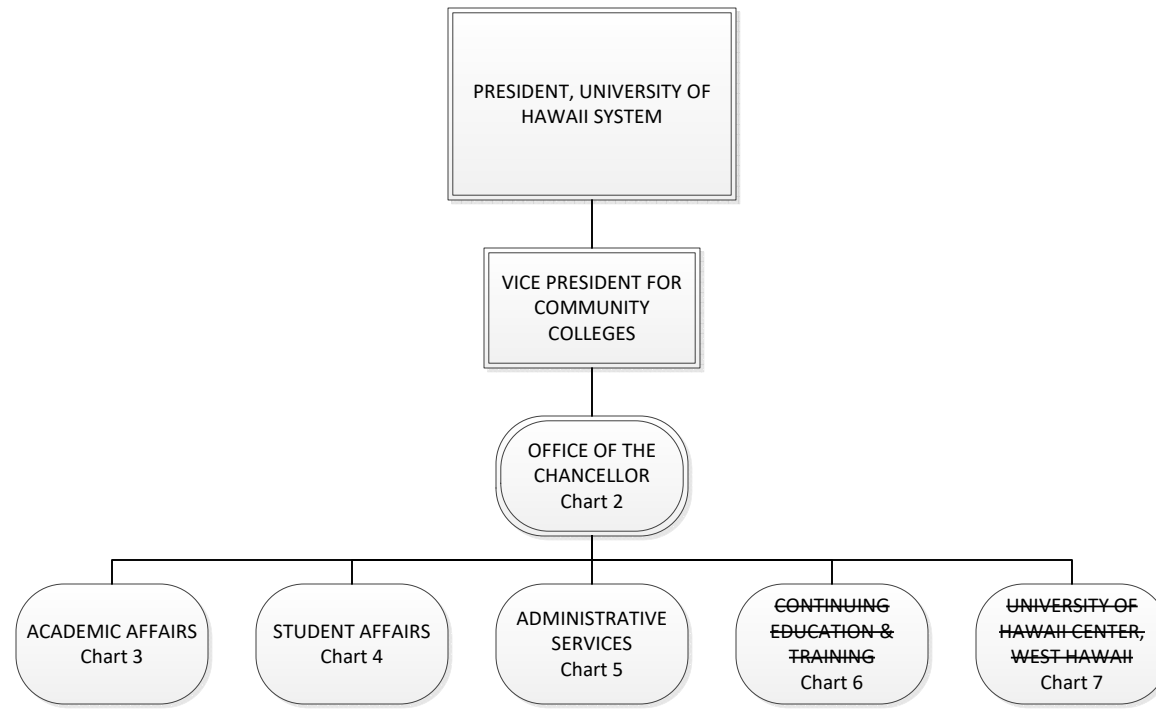 PRESIDENT, UNIVERSITY OF
HAWAII SYSTEM
VICE PRESIDENT FOR
COMMUNITY
COLLEGES
OFFICE OF THE
CHANCELLOR
Chart 2
ACADEMIC AFFAIRS
Chart 3
STUDENT AFFAIRS
Chart 4
ADMINISTRATIVE
SERVICES
Chart 5
CONTINUING
EDUCATION &
TRAINING
Chart 6
UNIVERSITY OF
HAWAII CENTER,
WEST HAWAII
Chart 7